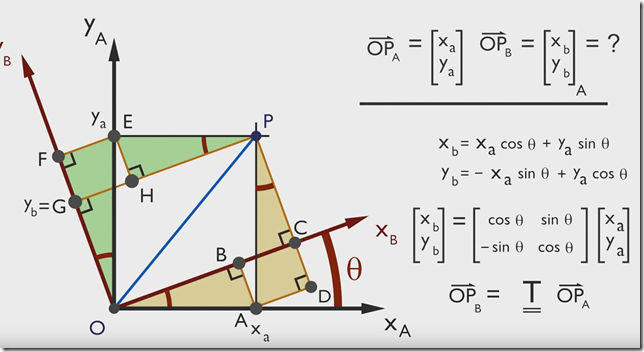 y_A
y_B
OP_A = [x_a y_a] OP_B = [x_b y_b]_A = ?
y_a E P
F
H
y_b = G
x_b = x_a cos θ + y_a sin θ
y_b = - x_a sin θ + y_a cos θ
C x_B
B
[x_b y_b] = [cos θ sin θ -sin θ cos θ] [x_a y_a]
θ
D
OP_B = T OP_A
O A x_a x_A